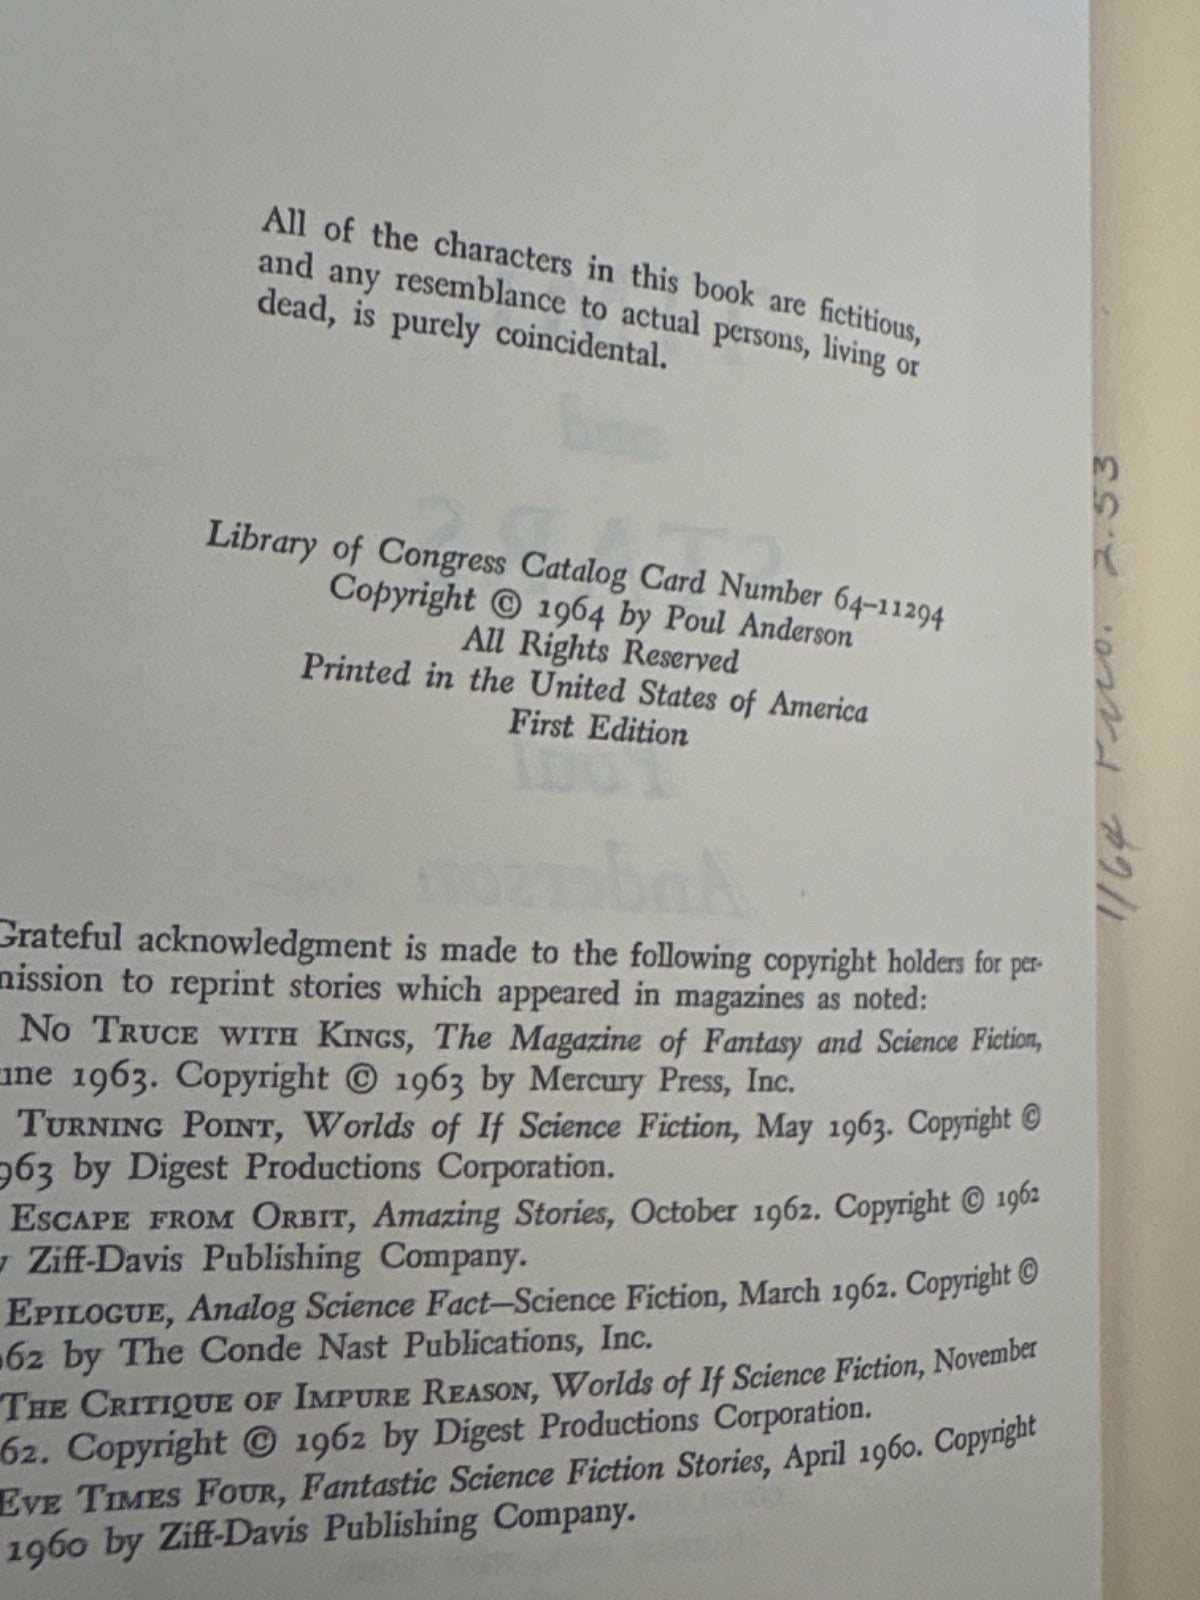 All of the characters in this book are fictitious,
and any resemblance to actual persons, living or
dead, is purely coincidental.
Library of Congress Catalog Card Number 64–11294
Copyright © 1964 by Poul Anderson
All Rights Reserved
Printed in the United States of America
First Edition
Grateful acknowledgment is made to the following copyright holders for per-
mission to reprint stories which appeared in magazines as noted:
No Truce with Kings, The Magazine of Fantasy and Science Fiction,
une 1963. Copyright © 1963 by Mercury Press, Inc.
Turning Point, Worlds of If Science Fiction, May 1963. Copyright ©
963 by Digest Productions Corporation.
Escape from Orbit, Amazing Stories, October 1962. Copyright © 1962
y Ziff-Davis Publishing Company.
Epilogue, Analog Science Fact—Science Fiction, March 1962. Copyright ©
62 by The Conde Nast Publications, Inc.
The Critique of Impure Reason, Worlds of If Science Fiction, November
62. Copyright © 1962 by Digest Productions Corporation.
Eve Times Four, Fantastic Science Fiction Stories, April 1960. Copyright
1960 by Ziff-Davis Publishing Company.
1/64 2.53